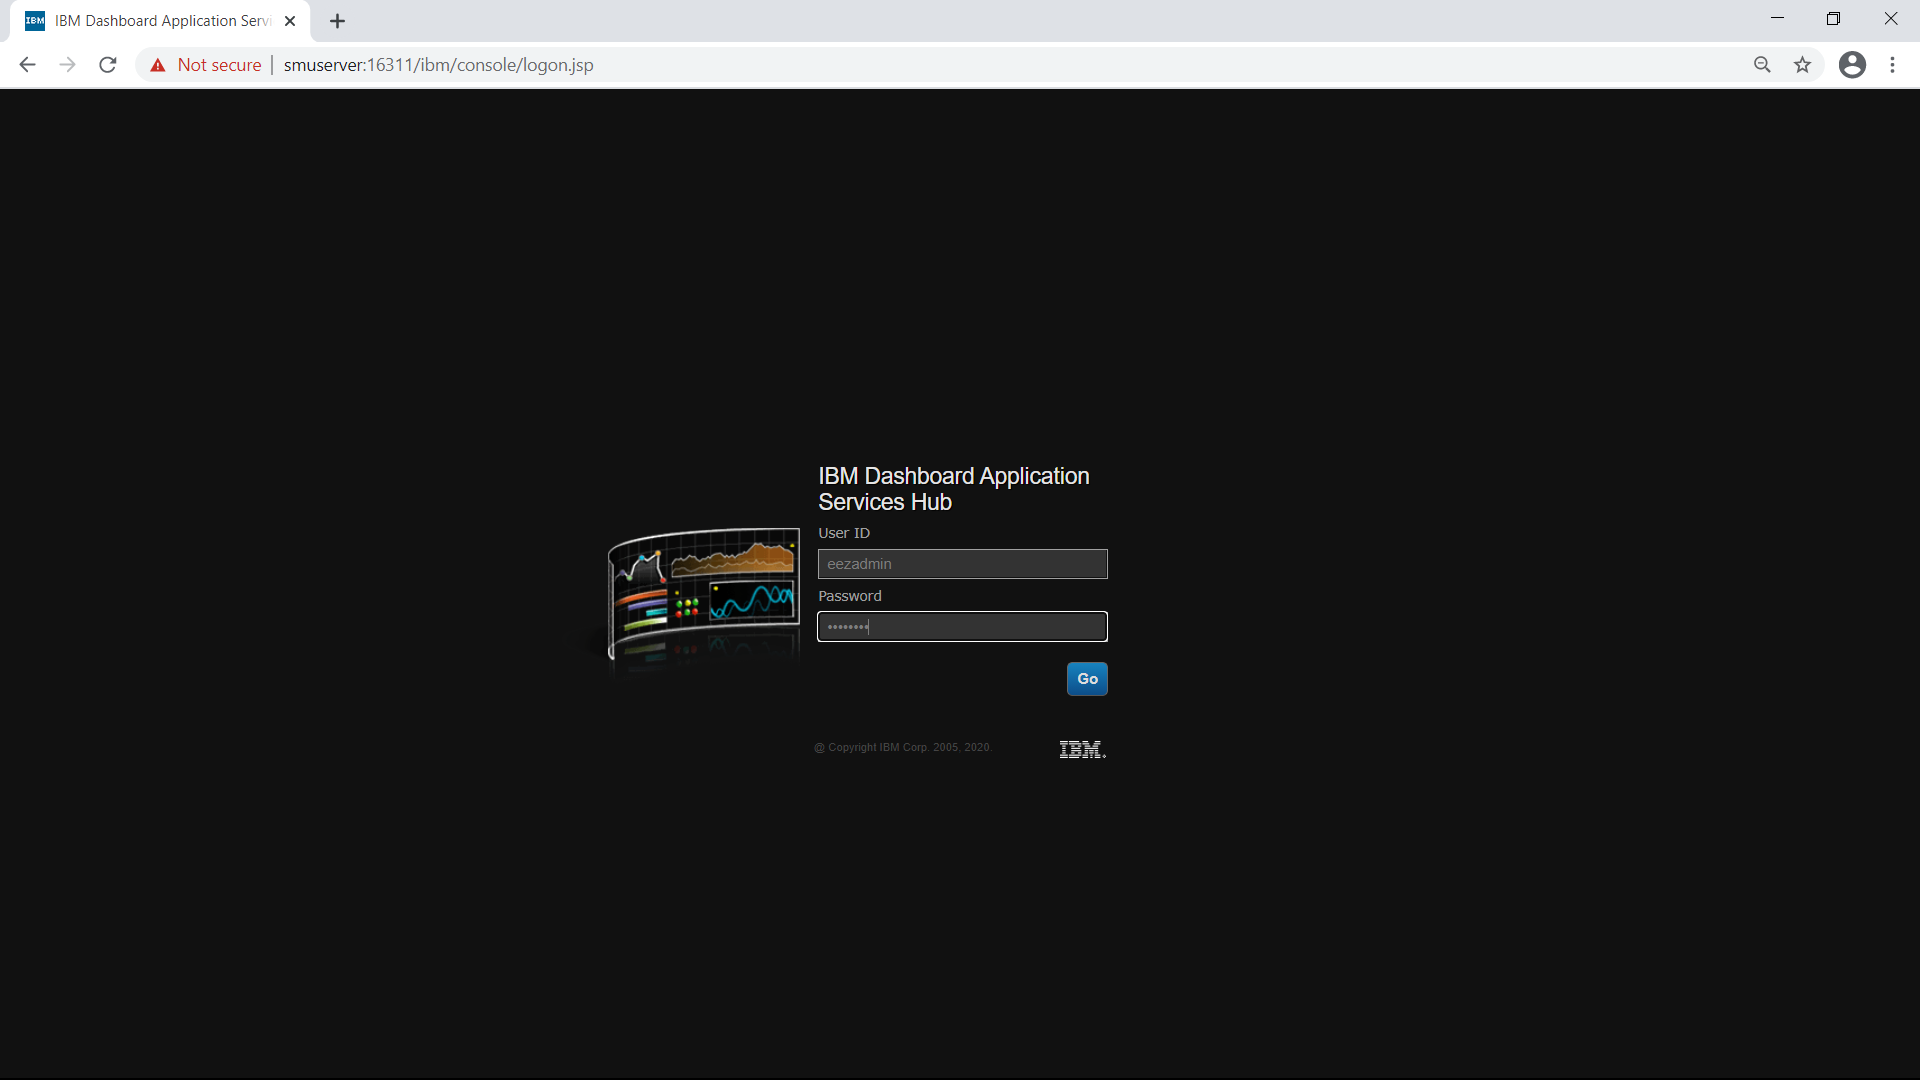 IBM
IBM Dashboard Application Servi
Not secure
smuserver:16311/ibm/console/logon.jsp
IBM Dashboard Application
Services Hub
User ID
eezadmin
Password
••••••••
Go
@ Copyright IBM Corp. 2005, 2020.
IBM.